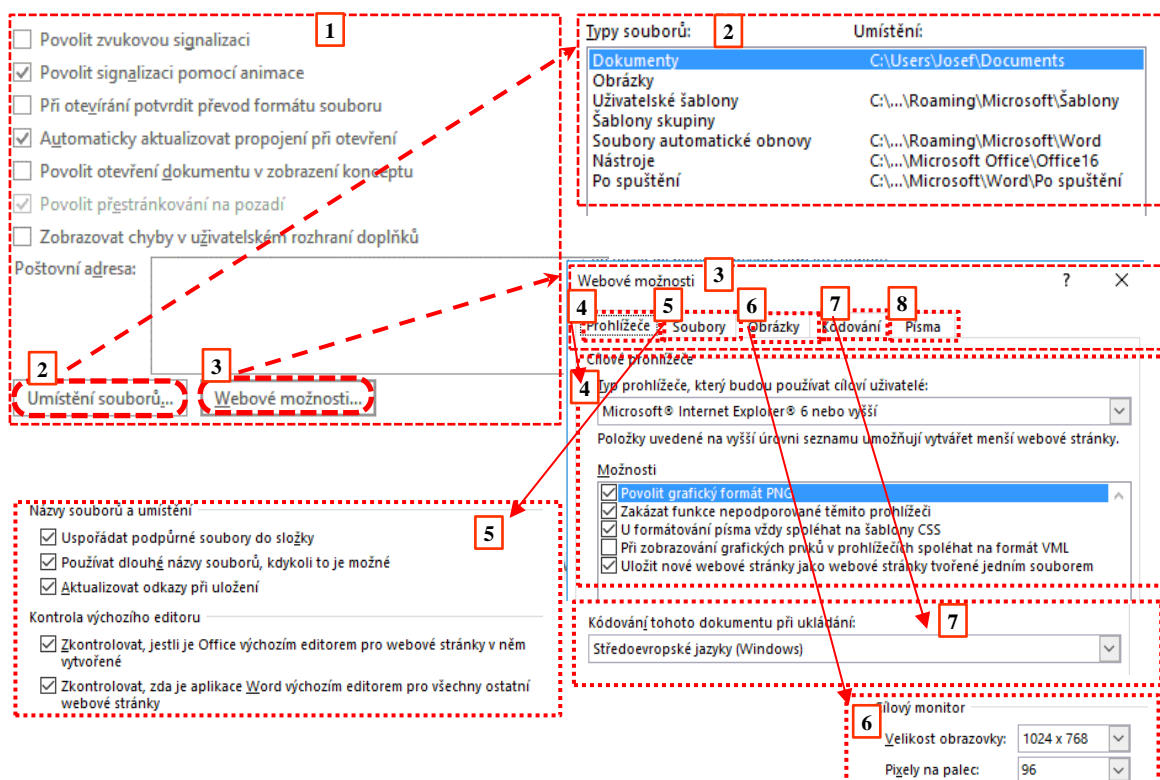 1
Povolit zvukovou signalizaci
Povolit signalizaci pomocí animace
Při otevírání potvrdit převod formátu souboru
Automaticky aktualizovat propojení při otevření
Povolit otevření dokumentu v zobrazení konceptu
Povolit přestránkování na pozadí
Zobrazovat chyby v uživatelském rozhraní doplňků
Poštovní adresa:
2
3
Umístění souborů...
Webové možnosti...
Typy souborů:
2
Umístění:
Dokumenty C:\Users\Josef\Documents
Obrázky
Uživatelské šablony C:\...\Roaming\Microsoft\Šablony
Šablony skupiny
Soubory automatické obnovy C:\...\Roaming\Microsoft\Word
Nástroje C:\...\Microsoft Office\Office16
Po spuštění C:\...\Microsoft\Word\Po spuštění
Webové možnosti
3
?
4
5
6
7
8
Prohlížeče Soubory Obrázky Kódování Písma
Cílové prohlížeče
4
Typ prohlížeče, který budou používat cíloví uživatelé:
Microsoft® Internet Explorer® 6 nebo vyšší
Položky uvedené na vyšší úrovni seznamu umožňují vytvářet menší webové stránky.
Možnosti
Povolit grafický formát PNG
Zakázat funkce nepodporované těmito prohlížeči
U formátování písma vždy spoléhat na šablony CSS
Při zobrazování grafických prvků v prohlížečích spoléhat na formát VML
Uložit nové webové stránky jako webové stránky tvořené jedním souborem
Názvy souborů a umístění
5
Uspořádat podpůrné soubory do složky
Používat dlouhé názvy souborů, kdykoli to je možné
Aktualizovat odkazy při uložení
Kontrola výchozího editoru
Zkontrolovat, jestli je Office výchozím editorem pro webové stránky v něm
vytvořené
Zkontrolovat, zda je aplikace Word výchozím editorem pro všechny ostatní
webové stránky
Kódování tohoto dokumentu při ukládání:
7
Středoevropské jazyky (Windows)
6
Cílový monitor
Velikost obrazovky: 1024 x 768
Pixely na palec: 96